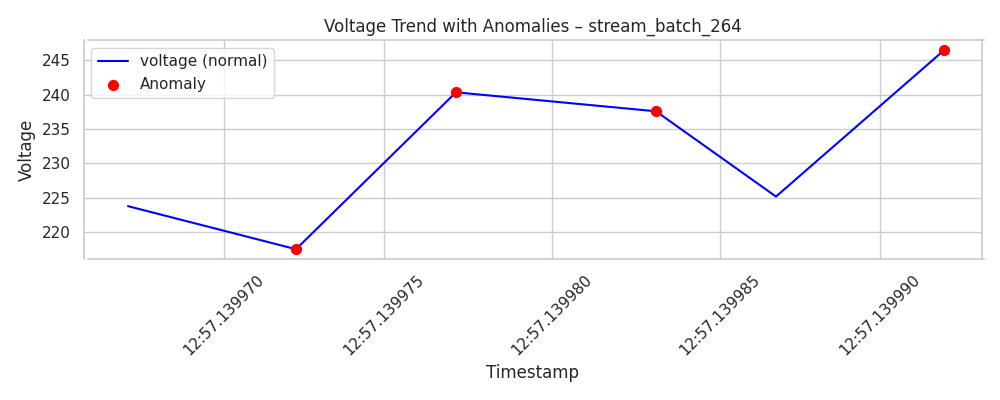 Voltage Trend with Anomalies – stream_batch_264
voltage (normal)
Anomaly
Voltage
245
240
235
230
225
220
12:57.139970
12:57.139975
12:57.139980
12:57.139985
12:57.139990
Timestamp